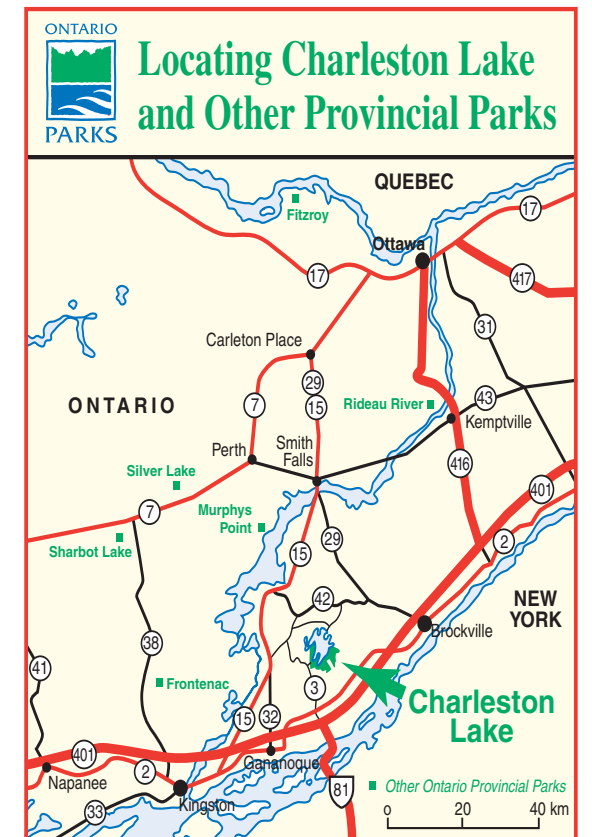 ONTARIO
PARKS
Locating Charleston Lake
and Other Provincial Parks
QUEBEC
Fitzroy
17
Ottawa
17
417
31
Carleton Place
29
43
ONTARIO
7
15
Rideau River
Kemptville
Perth
Smith
Falls
416
Silver Lake
401
7
Murphys
Point
2
Sharbot Lake
15
29
42
NEW
YORK
Brockville
38
41
Frontenac
3
Charleston
Lake
15
32
401
2
Gananoque
Napanee
81
Other Ontario Provincial Parks
Kingston
33
0 20 40 km